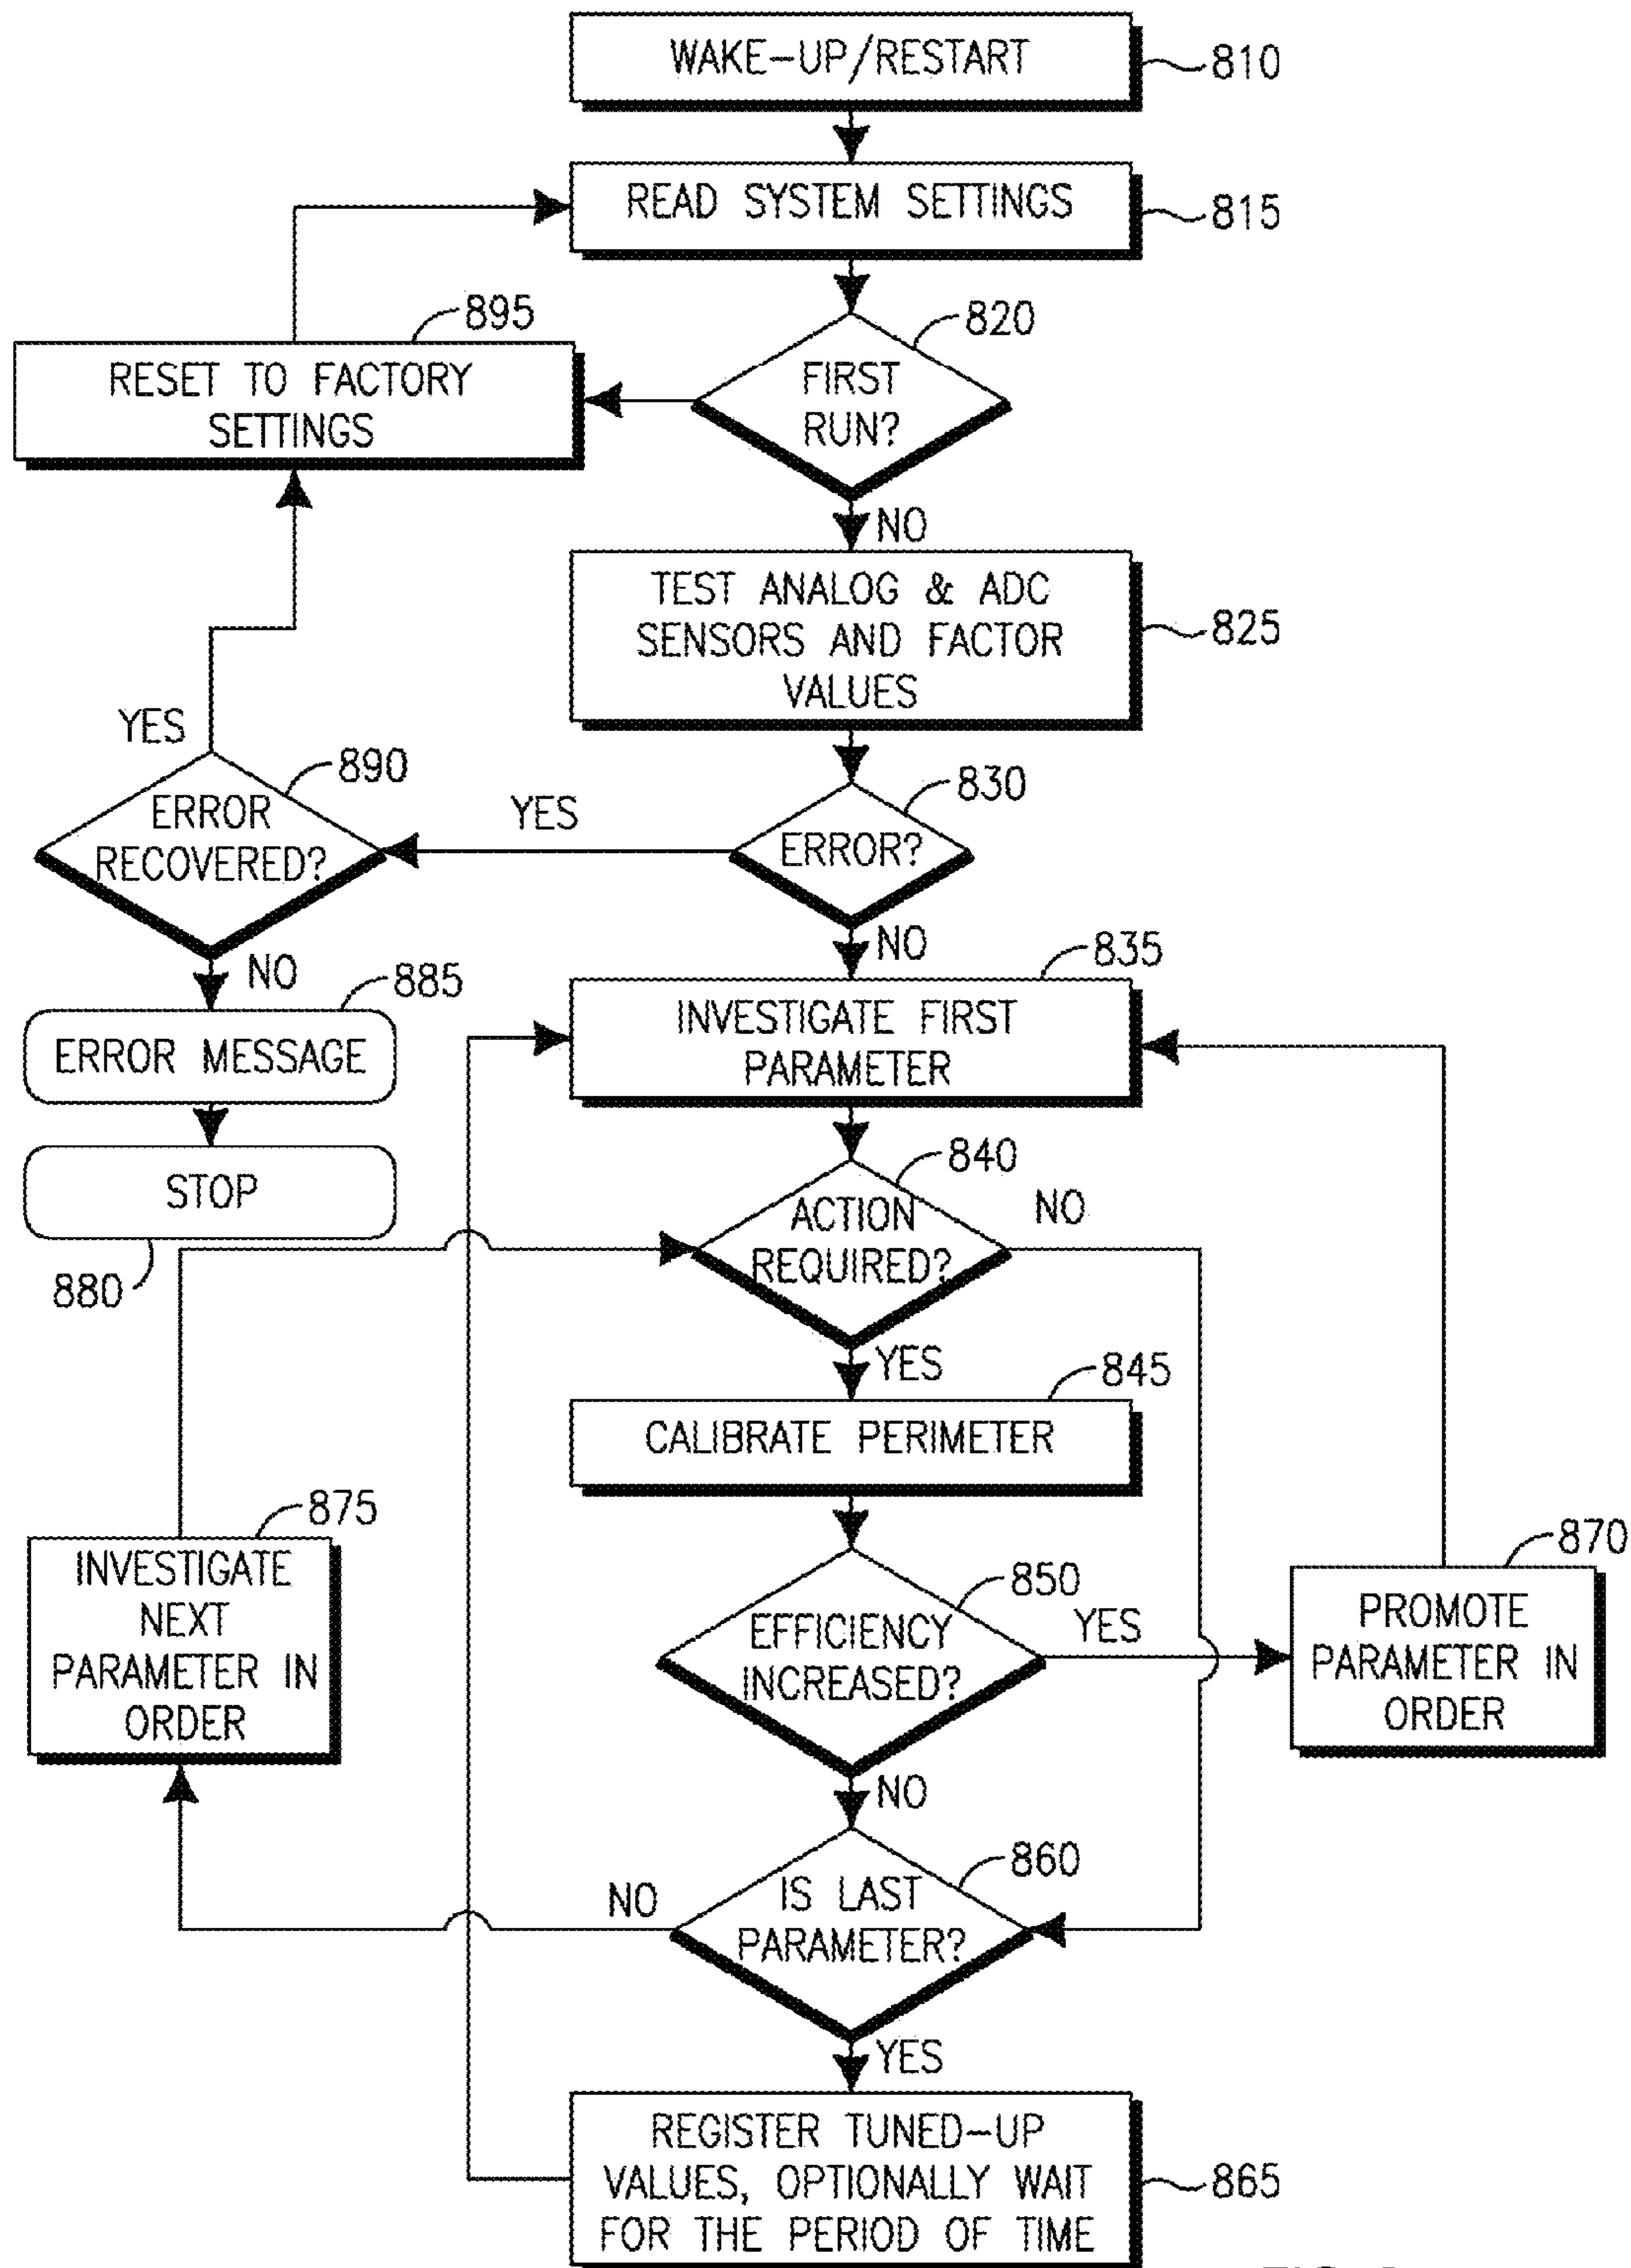 WAKE-UP/RESTART
810
READ SYSTEM SETTINGS
815
895
820
RESET TO FACTORY
SETTINGS
FIRST
RUN?
NO
TEST ANALOG & ADC
SENSORS AND FACTOR
VALUES
825
YES
890
ERROR
RECOVERED?
YES
830
ERROR?
NO
NO
885
835
ERROR MESSAGE
INVESTIGATE FIRST
PARAMETER
STOP
880
840
ACTION
REQUIRED?
NO
YES
845
CALIBRATE PERIMETER
875
INVESTIGATE
NEXT
PARAMETER IN
ORDER
850
EFFICIENCY
INCREASED?
YES
870
PROMOTE
PARAMETER IN
ORDER
NO
860
IS LAST
PARAMETER?
NO
YES
REGISTER TUNED-UP
VALUES, OPTIONALLY WAIT
FOR THE PERIOD OF TIME
865